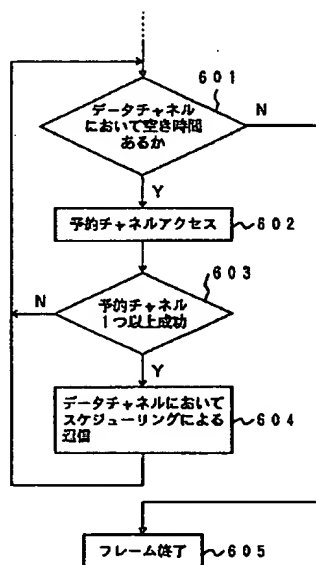 601
データチャネル
において空き時間
あるか
N
Y
予約チャネルアクセス
602
603
N
予約チャネル
1つ以上成功
Y
データチャネルにおいて
スケジューリングによる
604
フレーム終了
605